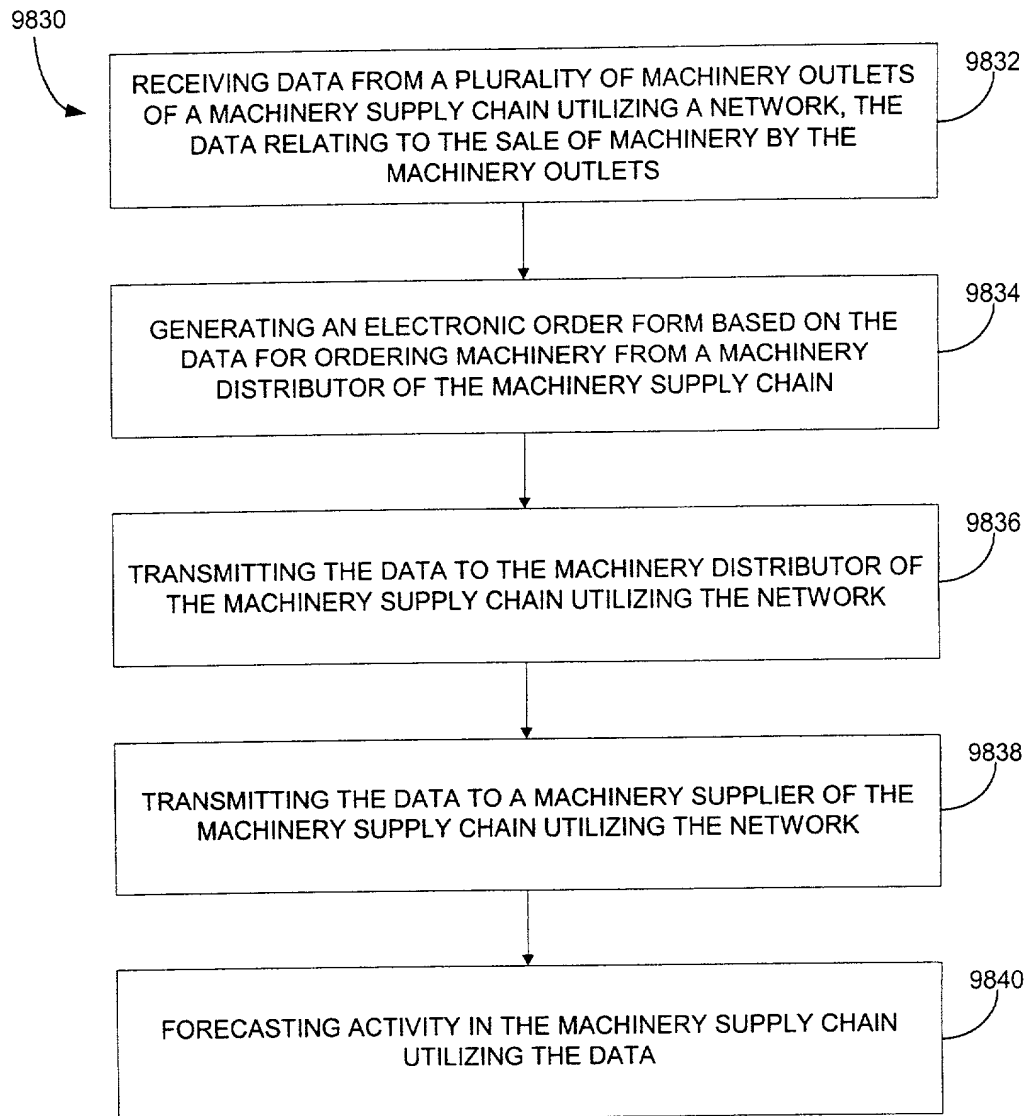 9830
9832
RECEIVING DATA FROM A PLURALITY OF MACHINERY OUTLETS
OF A MACHINERY SUPPLY CHAIN UTILIZING A NETWORK, THE
DATA RELATING TO THE SALE OF MACHINERY BY THE
MACHINERY OUTLETS
9834
GENERATING AN ELECTRONIC ORDER FORM BASED ON THE
DATA FOR ORDERING MACHINERY FROM A MACHINERY
DISTRIBUTOR OF THE MACHINERY SUPPLY CHAIN
9836
TRANSMITTING THE DATA TO THE MACHINERY DISTRIBUTOR OF
THE MACHINERY SUPPLY CHAIN UTILIZING THE NETWORK
9838
TRANSMITTING THE DATA TO A MACHINERY SUPPLIER OF THE
MACHINERY SUPPLY CHAIN UTILIZING THE NETWORK
9840
FORECASTING ACTIVITY IN THE MACHINERY SUPPLY CHAIN
UTILIZING THE DATA